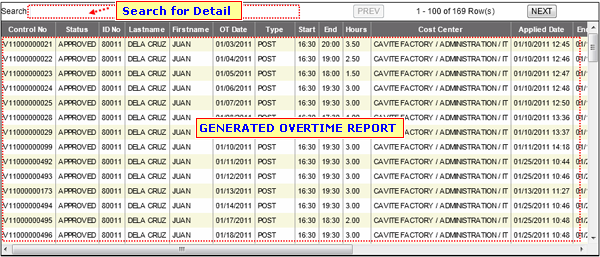 Search: Search for Detail PREV 1 - 100 of 169 Row(s) NEXT
Control No Status ID No Lastname Firstname OT Date Type Start End Hours Cost Center Applied Date
V11000000021 APPROVED 80011 DELA CRUZ JUAN 01/03/2011 POST 16:30 20:00 3.50 CAVITE FACTORY / ADMINISTRATION / IT 01/10/2011 12:45
V11000000022 APPROVED 80011 DELA CRUZ JUAN 01/04/2011 POST 16:30 19:00 2.50 CAVITE FACTORY / ADMINISTRATION / IT 01/10/2011 12:46
V11000000024 APPROVED 80011 DELA CRUZ JUAN 01/05/2011 POST 16:30 18:00 1.50 CAVITE FACTORY / ADMINISTRATION / IT 01/10/2011 12:47
V11000000026 APPROVED 80011 DELA CRUZ JUAN 01/06/2011 POST 16:30 19:30 3.00 CAVITE FACTORY / ADMINISTRATION / IT 01/10/2011 12:48
V11000000025 APPROVED 80011 DELA CRUZ JUAN 01/07/2011 POST 16:30 19:30 3.00 CAVITE FACTORY / ADMINISTRATION / IT 01/10/2011 12:50
V11000000028 APPROVED 80011 DELA CRUZ JUAN CAVITE FACTORY / ADMINISTRATION / IT 01/10/2011 13:36
GENERATED OVERTIME REPORT
V11000000029 APPROVED 80011 DELA CRUZ JUAN ADMINISTRATION / IT 01/10/2011 13:37
V11000000099 APPROVED 80011 DELA CRUZ JUAN 01/10/2011 POST 16:30 19:30 3.00 CAVITE FACTORY / ADMINISTRATION / IT 01/11/2011 14:18
V11000000492 APPROVED 80011 DELA CRUZ JUAN 01/11/2011 POST 16:30 19:30 3.00 CAVITE FACTORY / ADMINISTRATION / IT 01/25/2011 10:44
V11000000493 APPROVED 80011 DELA CRUZ JUAN 01/12/2011 POST 16:30 19:30 3.00 CAVITE FACTORY / ADMINISTRATION / IT 01/25/2011 10:46
V11000000173 APPROVED 80011 DELA CRUZ JUAN 01/13/2011 POST 16:30 19:30 3.00 CAVITE FACTORY / ADMINISTRATION / IT 01/13/2011 11:27
V11000000494 APPROVED 80011 DELA CRUZ JUAN 01/14/2011 POST 16:30 19:30 3.00 CAVITE FACTORY / ADMINISTRATION / IT 01/25/2011 10:46
V11000000495 APPROVED 80011 DELA CRUZ JUAN 01/17/2011 POST 16:30 18:30 2.00 CAVITE FACTORY / ADMINISTRATION / IT 01/25/2011 10:48
V11000000496 APPROVED 80011 DELA CRUZ JUAN 01/18/2011 POST 16:30 19:30 3.00 CAVITE FACTORY / ADMINISTRATION / IT 01/25/2011 10:48